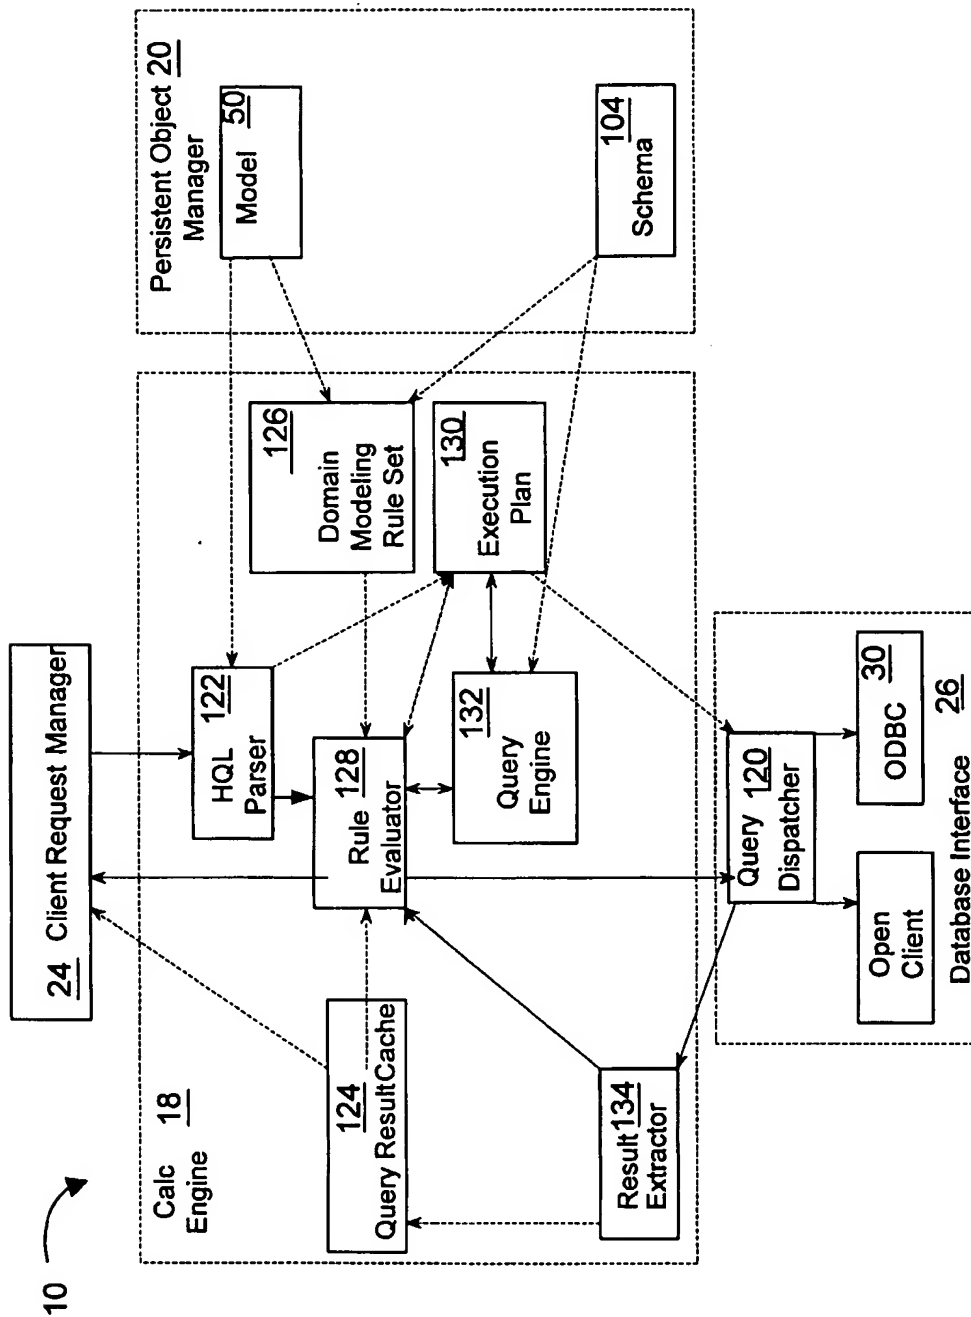 10
24 Client Request Manager
Calc
Engine 18
124
Query ResultCache
Result 134
Extractor
HQL 122
Parser
Rule 128
Evaluator
132
Query
Engine
126
Domain
Modeling
Rule Set
130
Execution
Plan
Persistent Object 20
Manager
Model 50
104
Schema
Query 120
Dispatcher
Open
Client
ODBC 30
Database Interface 26